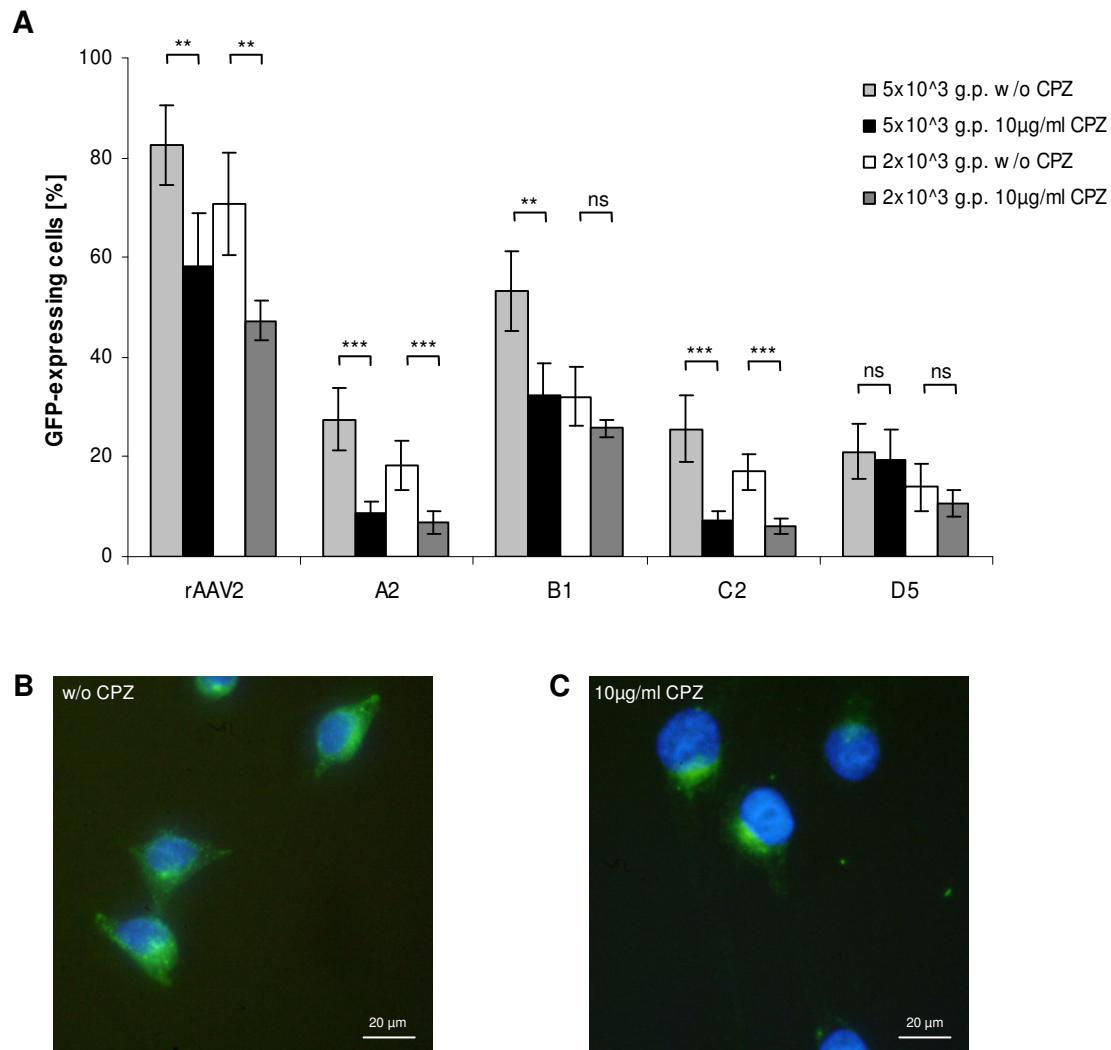 A
100
80
60
40
20
0
GFP-expressing cells [%]
** **
*** ***
** ns
*** ***
ns ns
rAAV2 A2 B1 C2 D5
5x10^3 g.p. w/o CPZ
5x10^3 g.p. 10µg/ml CPZ
2x10^3 g.p. w/o CPZ
2x10^3 g.p. 10µg/ml CPZ
B
w/o CPZ
20 µm
C
10µg/ml CPZ
20 µm